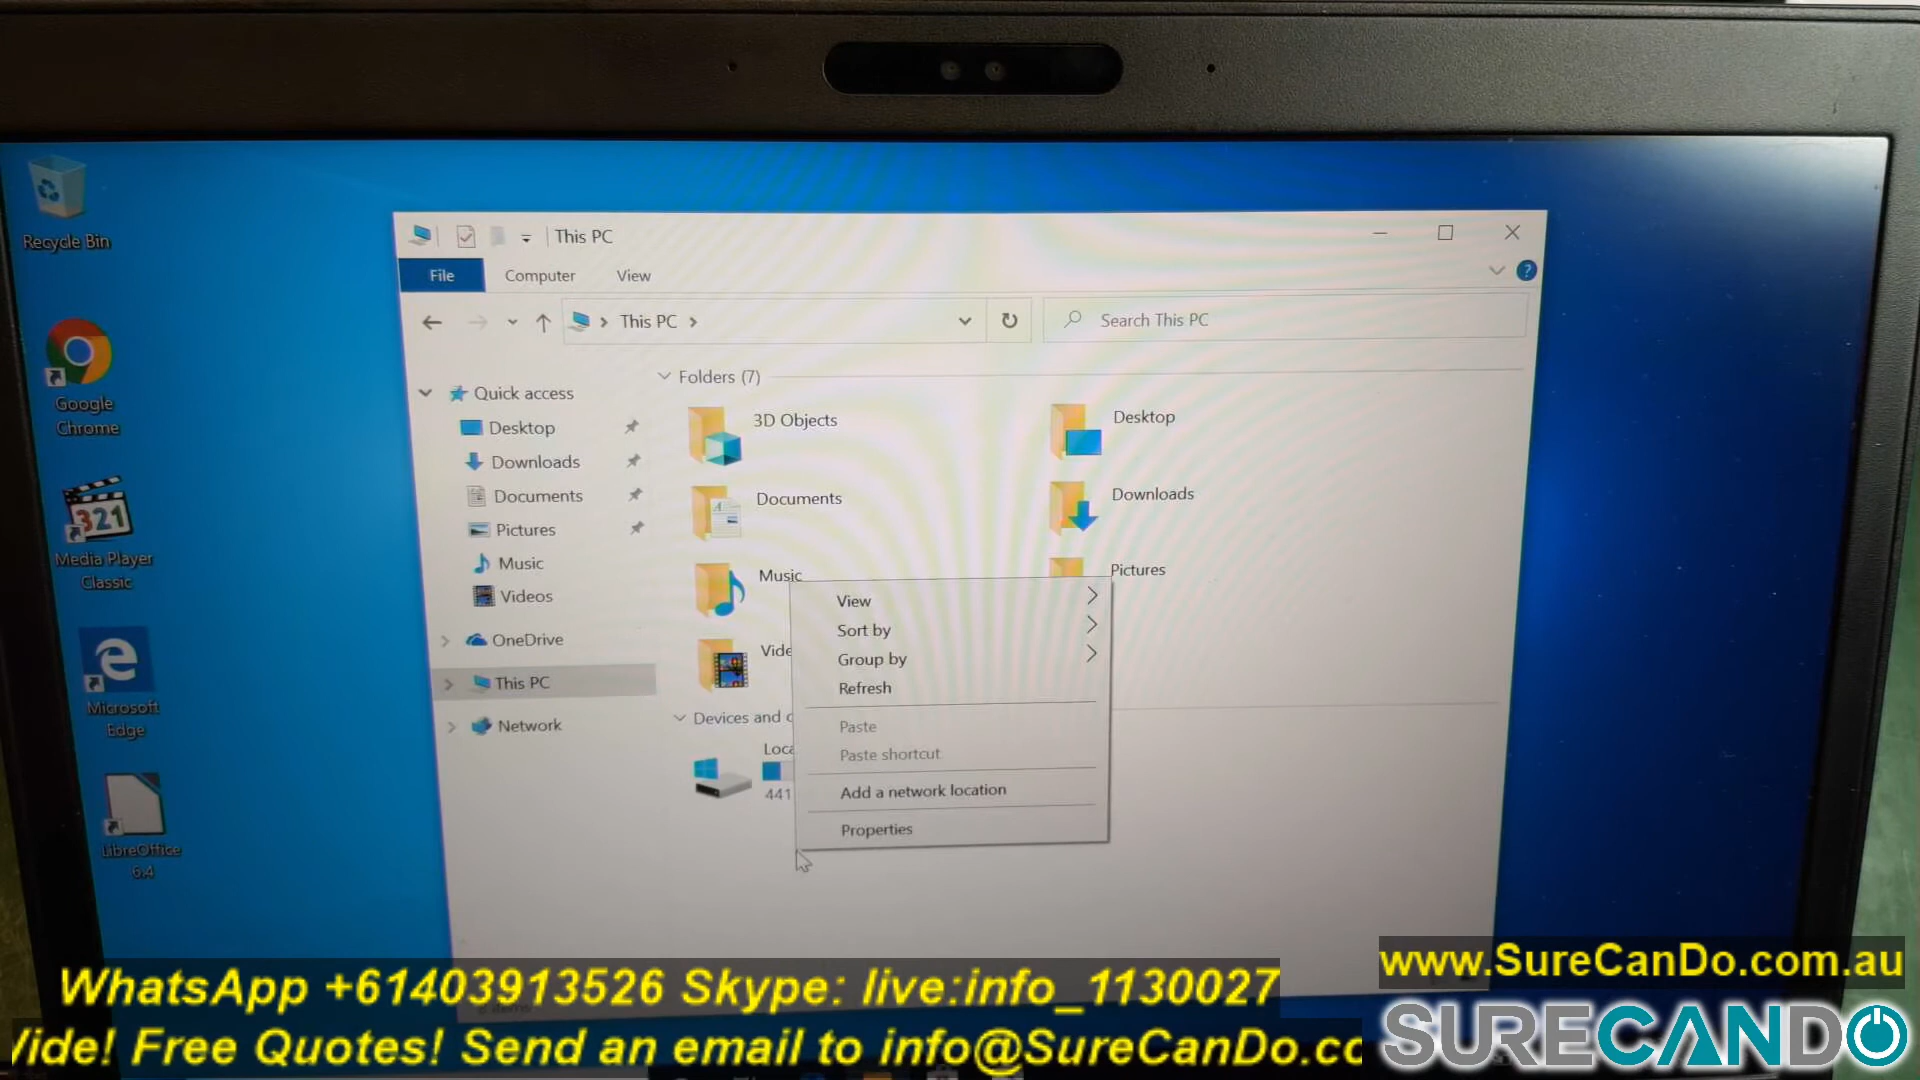 This PC
File Computer View
This PC
Search This PC
Recycle Bin
Google
Chrome
321
Media Player
Classic
Microsoft
Edge
LibreOffice
6.4
Quick access
Desktop
Downloads
Documents
Pictures
Music
Videos
OneDrive
This PC
Network
Folders (7)
3D Objects
Desktop
Documents
Downloads
Music
Pictures
Vide
Devices and d
Loca
441
View
Sort by
Group by
Refresh
Paste
Paste shortcut
Add a network location
Properties
WhatsApp +61403913526 Skype: live:info_1130027
Vide! Free Quotes! Send an email to info@SureCanDo.co
www.SureCanDo.com.au
SURECANDO